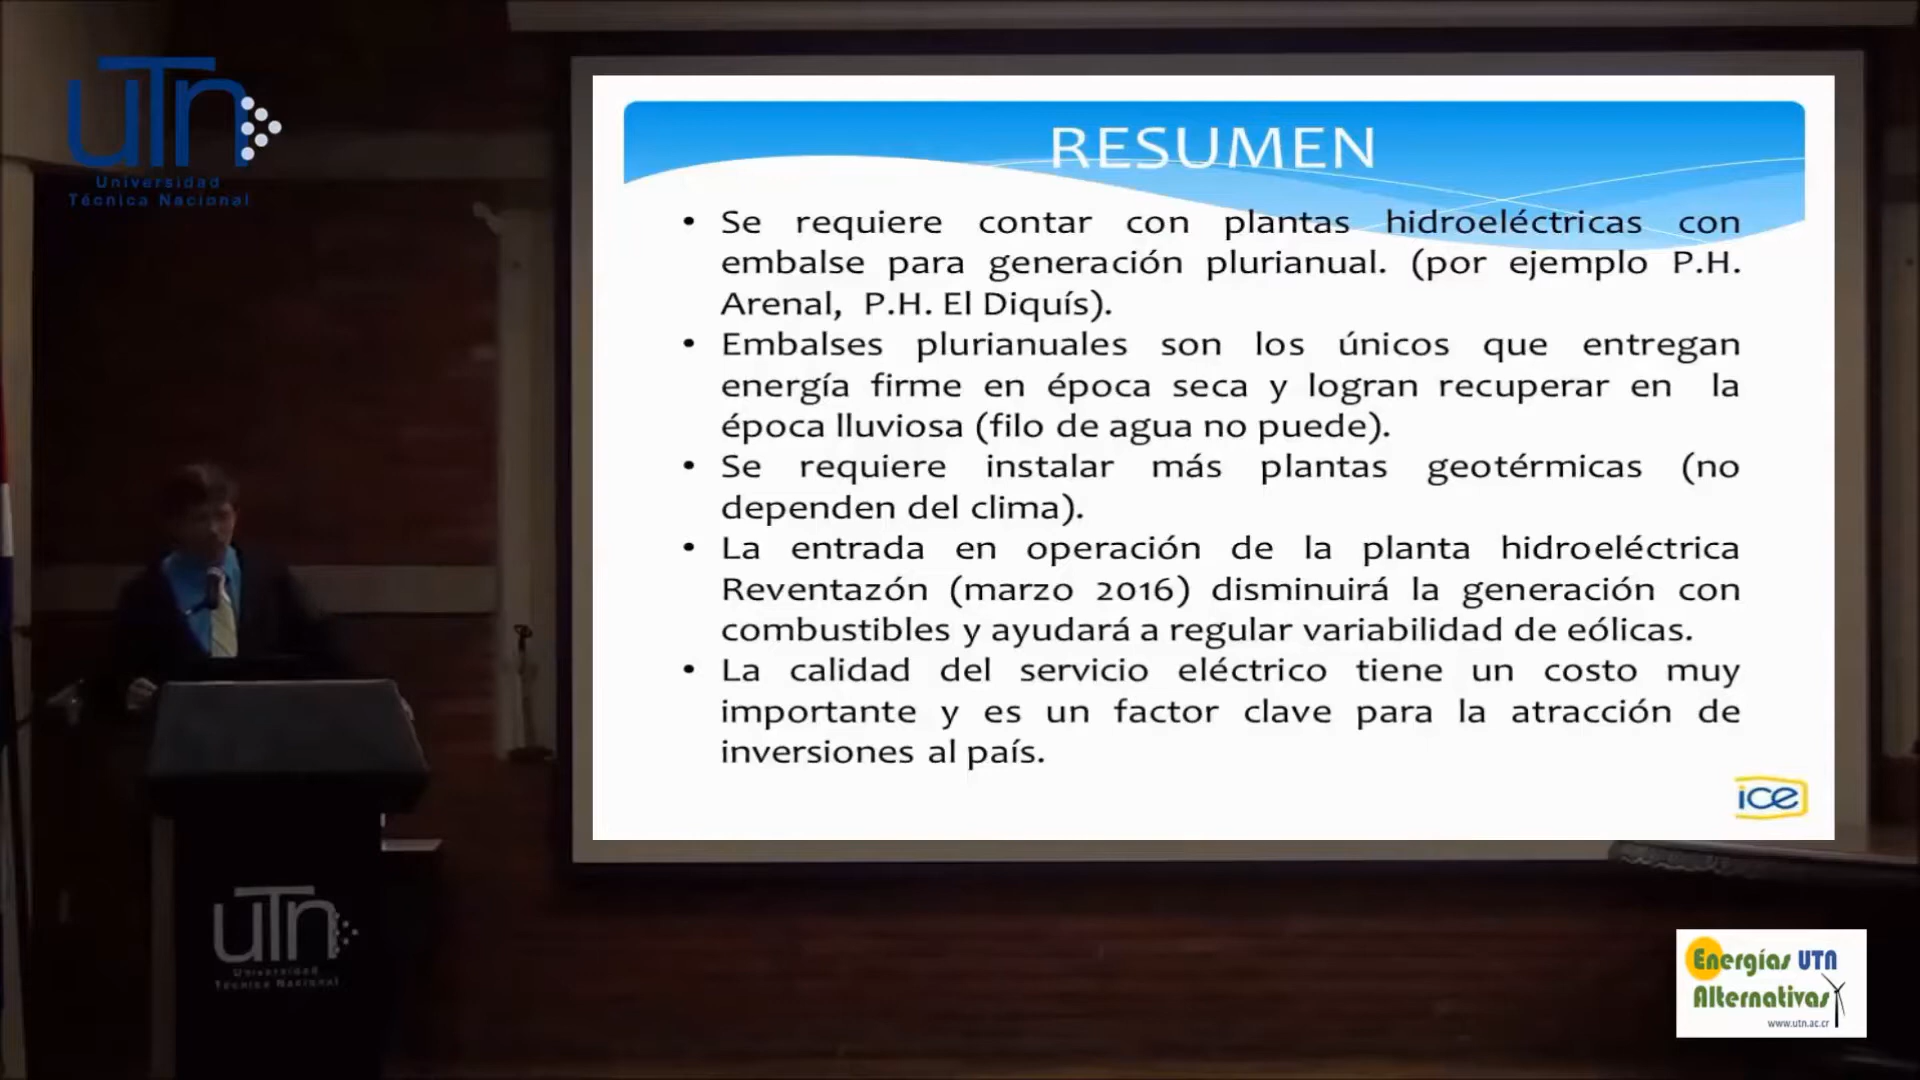 uTn
Universidad
Técnica Nacional
RESUMEN
• Se requiere contar con plantas hidroeléctricas con
embalse para generación plurianual. (por ejemplo P.H.
Arenal, P.H. El Diquís).
• Embalses plurianuales son los únicos que entregan
energía firme en época seca y logran recuperar en la
época lluviosa (filo de agua no puede).
• Se requiere instalar más plantas geotérmicas (no
dependen del clima).
• La entrada en operación de la planta hidroeléctrica
Reventazón (marzo 2016) disminuirá la generación con
combustibles y ayudará a regular variabilidad de eólicas.
• La calidad del servicio eléctrico tiene un costo muy
importante y es un factor clave para la atracción de
inversiones al país.
ice
uTn
Universidad
Técnica Nacional
Energías UTN
Alternativas
www.utn.ac.cr